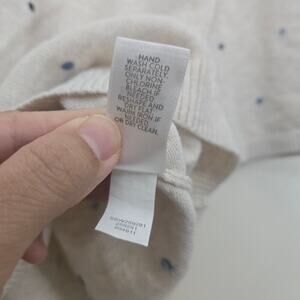 HAND
WASH COLD
SEPARATELY.
ONLY NON-
CHLORINE
BLEACH IF
NEEDED
RESHAPE AND
DRY FLAT
WARM IRON IF
NEEDED
OR DRY CLEAN.